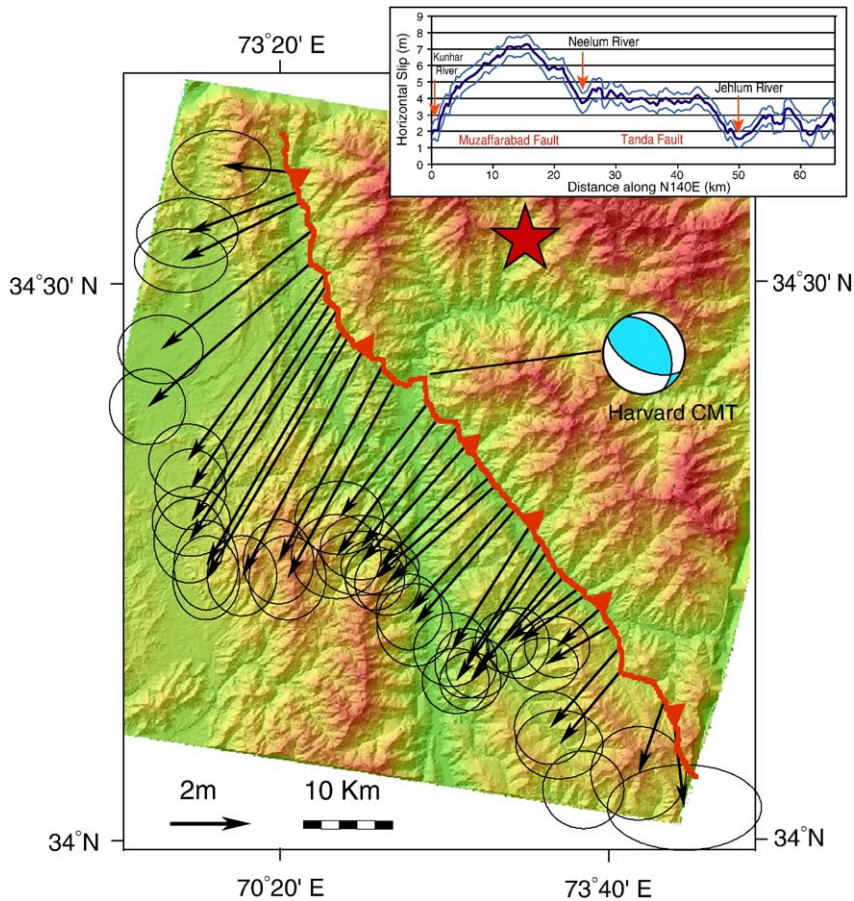 9
8
7
6
5
4
3
2
1
0
Horizontal Slip (m)
Kunhar
River
Neelum River
Jehlum River
Muzaffarabad Fault
Tanda Fault
0 10 20 30 40 50 60
Distance along N140E (km)
73°20' E
34°30' N
34°30' N
Harvard CMT
2m
10 Km
34°N
34°N
70°20' E
73°40' E